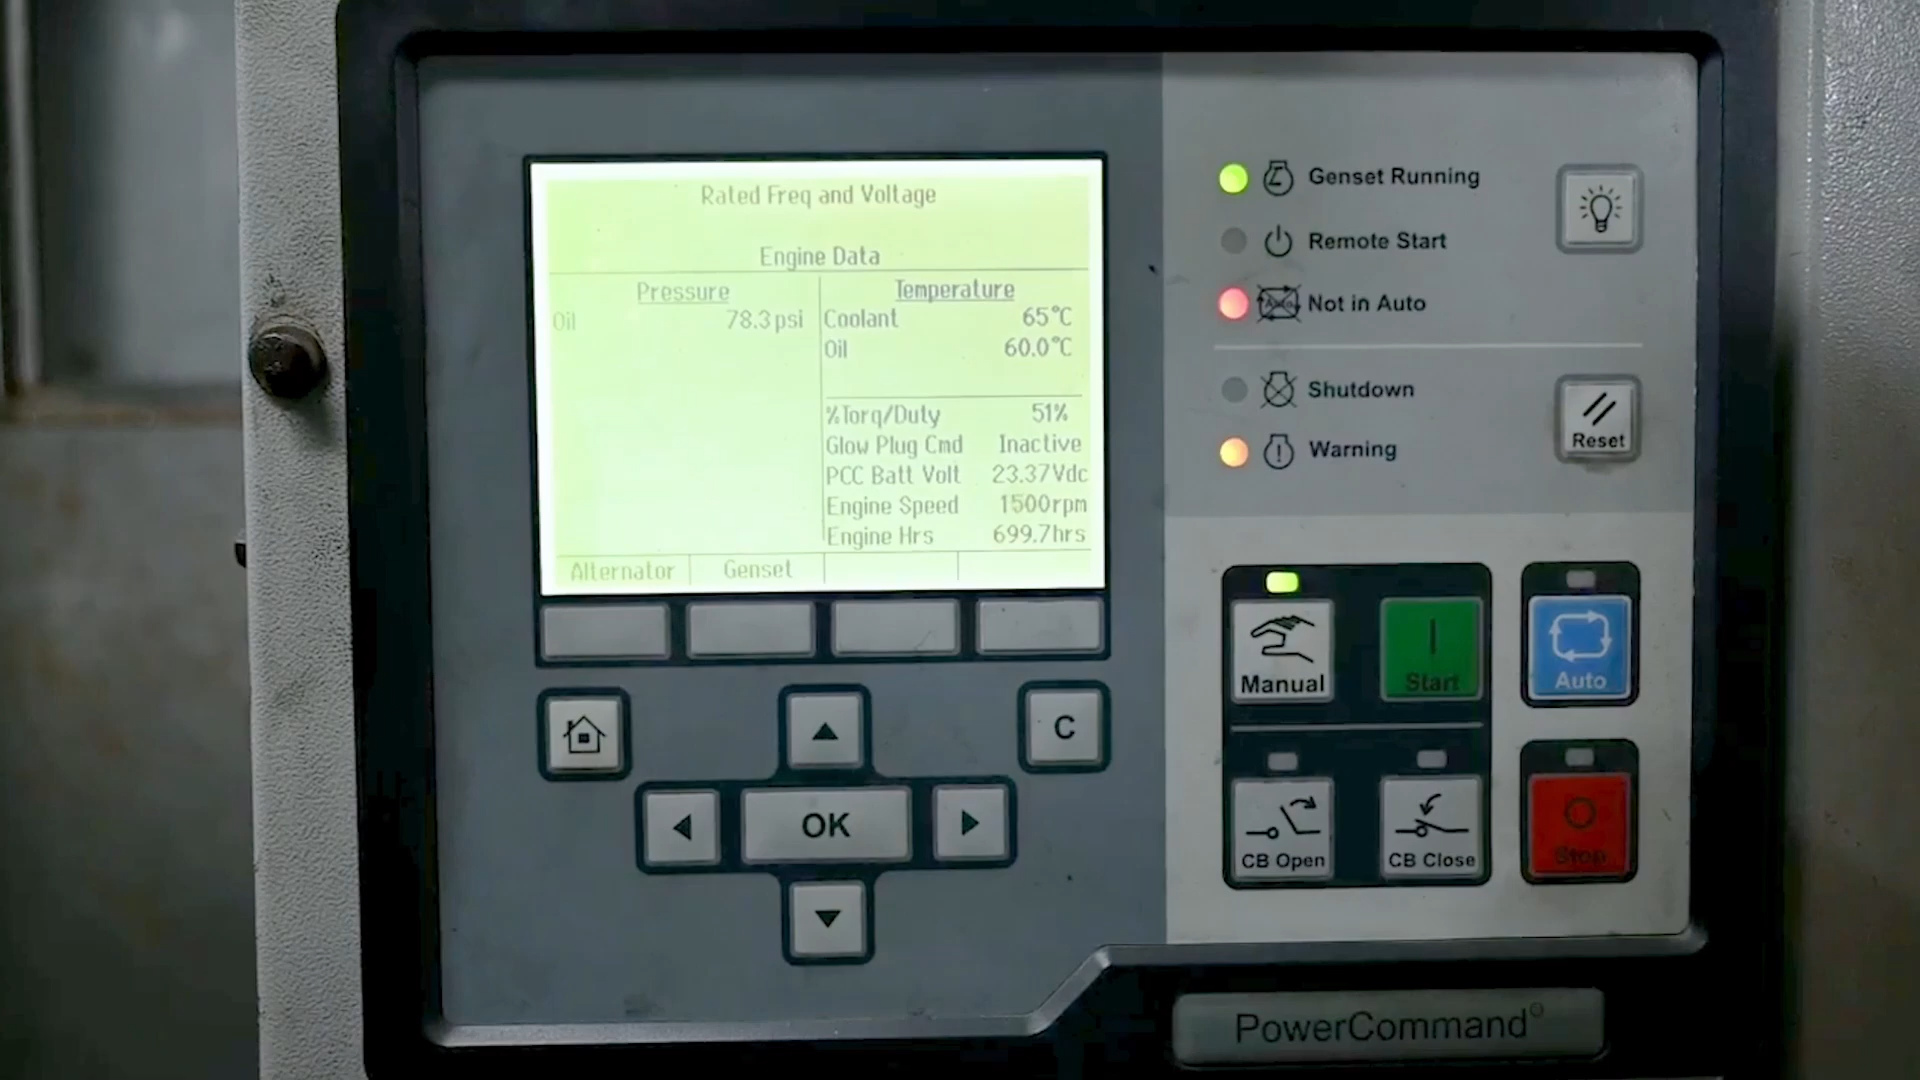 Rated Freq and Voltage
Engine Data
Pressure
Oil 78.3 psi
Temperature
Coolant 65°C
Oil 60.0°C
%Torq/Duty 51%
Glow Plug Cmd Inactive
PCC Batt Volt 23.37Vdc
Engine Speed 1500rpm
Engine Hrs 699.7hrs
Alternator Genset
C
OK
Genset Running
Remote Start
Auto
Not in Auto
Shutdown
Warning
Reset
Manual
Start
Auto
CB Open
CB Close
Stop
PowerCommand®